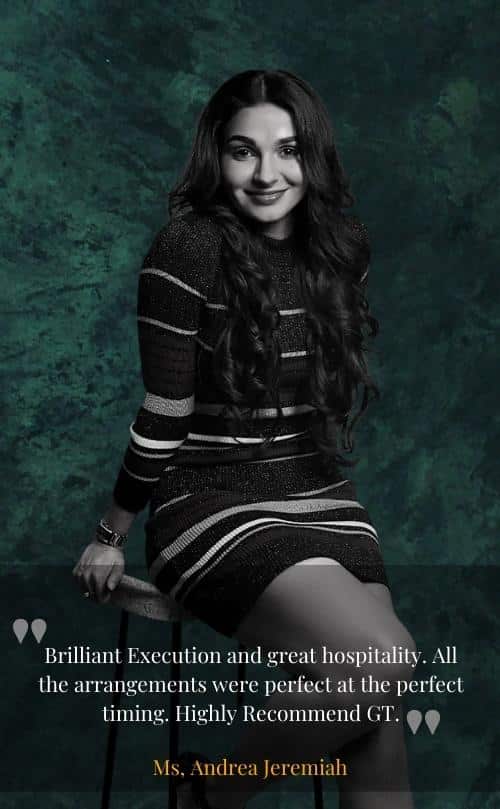 Brilliant Execution and great hospitality. All
the arrangements were perfect at the perfect
timing. Highly Recommend GT.
Ms, Andrea Jeremiah